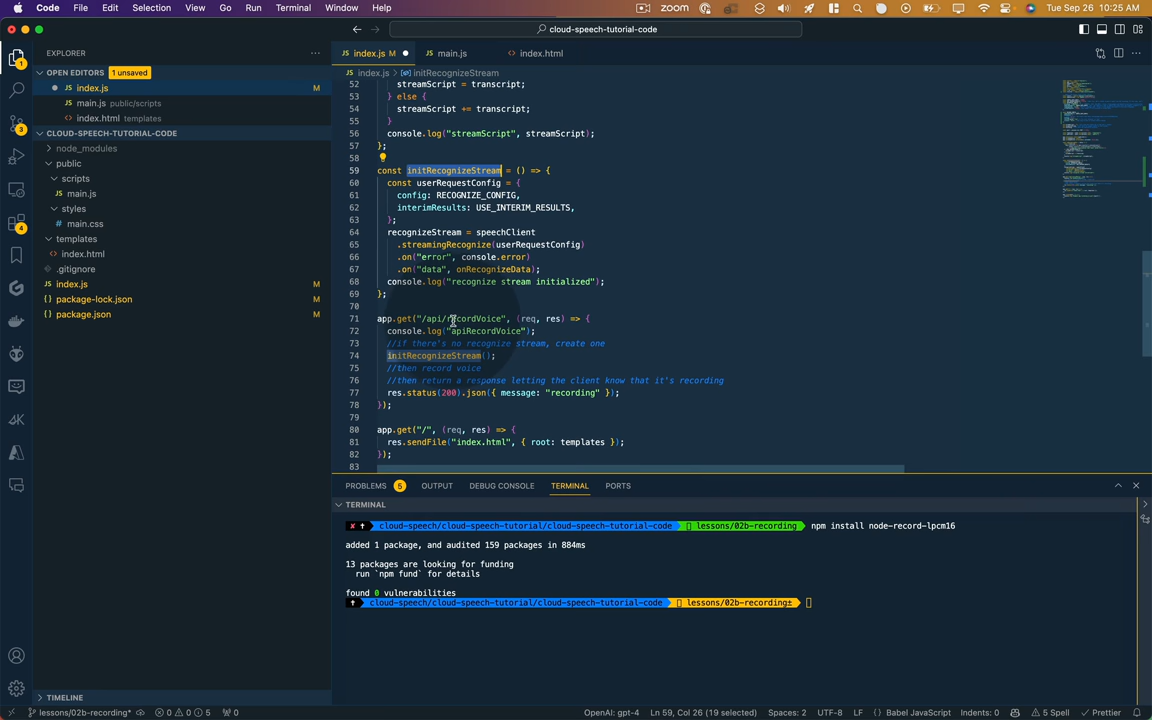 Code File Edit Selection View Go Run Terminal Window Help zoom Tue Sep 26 10:25 AM
cloud-speech-tutorial-code
EXPLORER
index.js M
main.js
index.html
OPEN EDITORS 1 unsaved
index.js > initRecognizeStream
index.js M
main.js public/scripts
index.html templates
CLOUD-SPEECH-TUTORIAL-CODE
node_modules
public
scripts
main.js
styles
main.css
templates
index.html
.gitignore
index.js M
package-lock.json M
package.json M
TIMELINE
52 streamScript = transcript;
53 } else {
54 streamScript += transcript;
55 }
56 console.log("streamScript", streamScript);
57 };
58
59 const initRecognizeStream = () => {
60 const userRequestConfig = {
61 config: RECOGNIZE_CONFIG,
62 interimResults: USE_INTERIM_RESULTS,
63 };
64 recognizeStream = speechClient
65 .streamingRecognize(userRequestConfig)
66 .on("error", console.error)
67 .on("data", onRecognizeData);
68 console.log("recognize stream initialized");
69 };
70
71 app.get("/api/recordVoice", (req, res) => {
72 console.log("apiRecordVoice");
73 //if there's no recognize stream, create one
74 initRecognizeStream();
75 //then record voice
76 //then return a response letting the client know that it's recording
77 res.status(200).json({ message: "recording" });
78 });
79
80 app.get("/", (req, res) => {
81 res.sendFile("index.html", { root: templates });
82 });
83
PROBLEMS 5 OUTPUT DEBUG CONSOLE TERMINAL PORTS
TERMINAL
cloud-speech/cloud-speech-tutorial/cloud-speech-tutorial-code lessons/02b-recording npm install node-record-lpcm16
added 1 package, and audited 159 packages in 884ms
13 packages are looking for funding
run `npm fund` for details
found 0 vulnerabilities
cloud-speech/cloud-speech-tutorial/cloud-speech-tutorial-code lessons/02b-recording±
lessons/02b-recording* 0 0 5 0 OpenAI: gpt-4 Ln 59, Col 26 (19 selected) Spaces: 2 UTF-8 LF {} Babel JavaScript Indents: 0 5 Spell Prettier